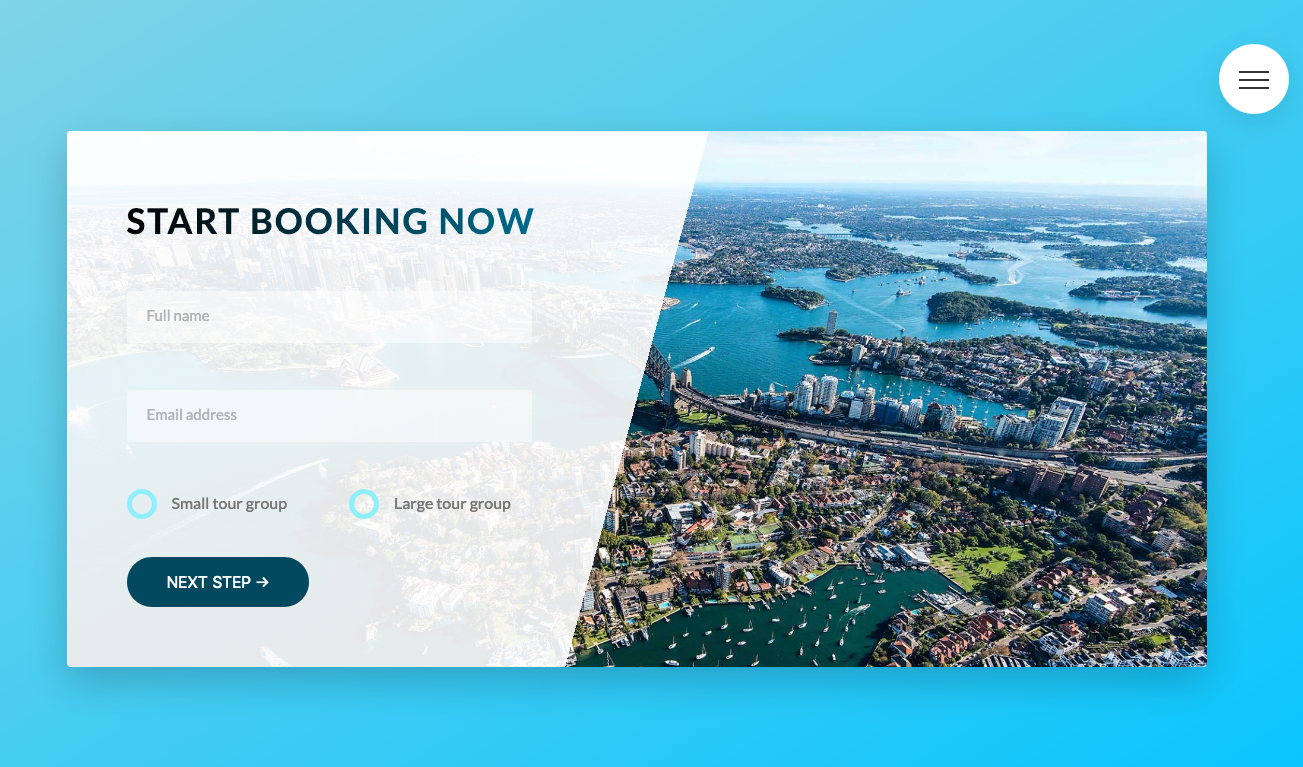 START BOOKING NOW
Full name
Email address
Small tour group Large tour group
NEXT STEP →